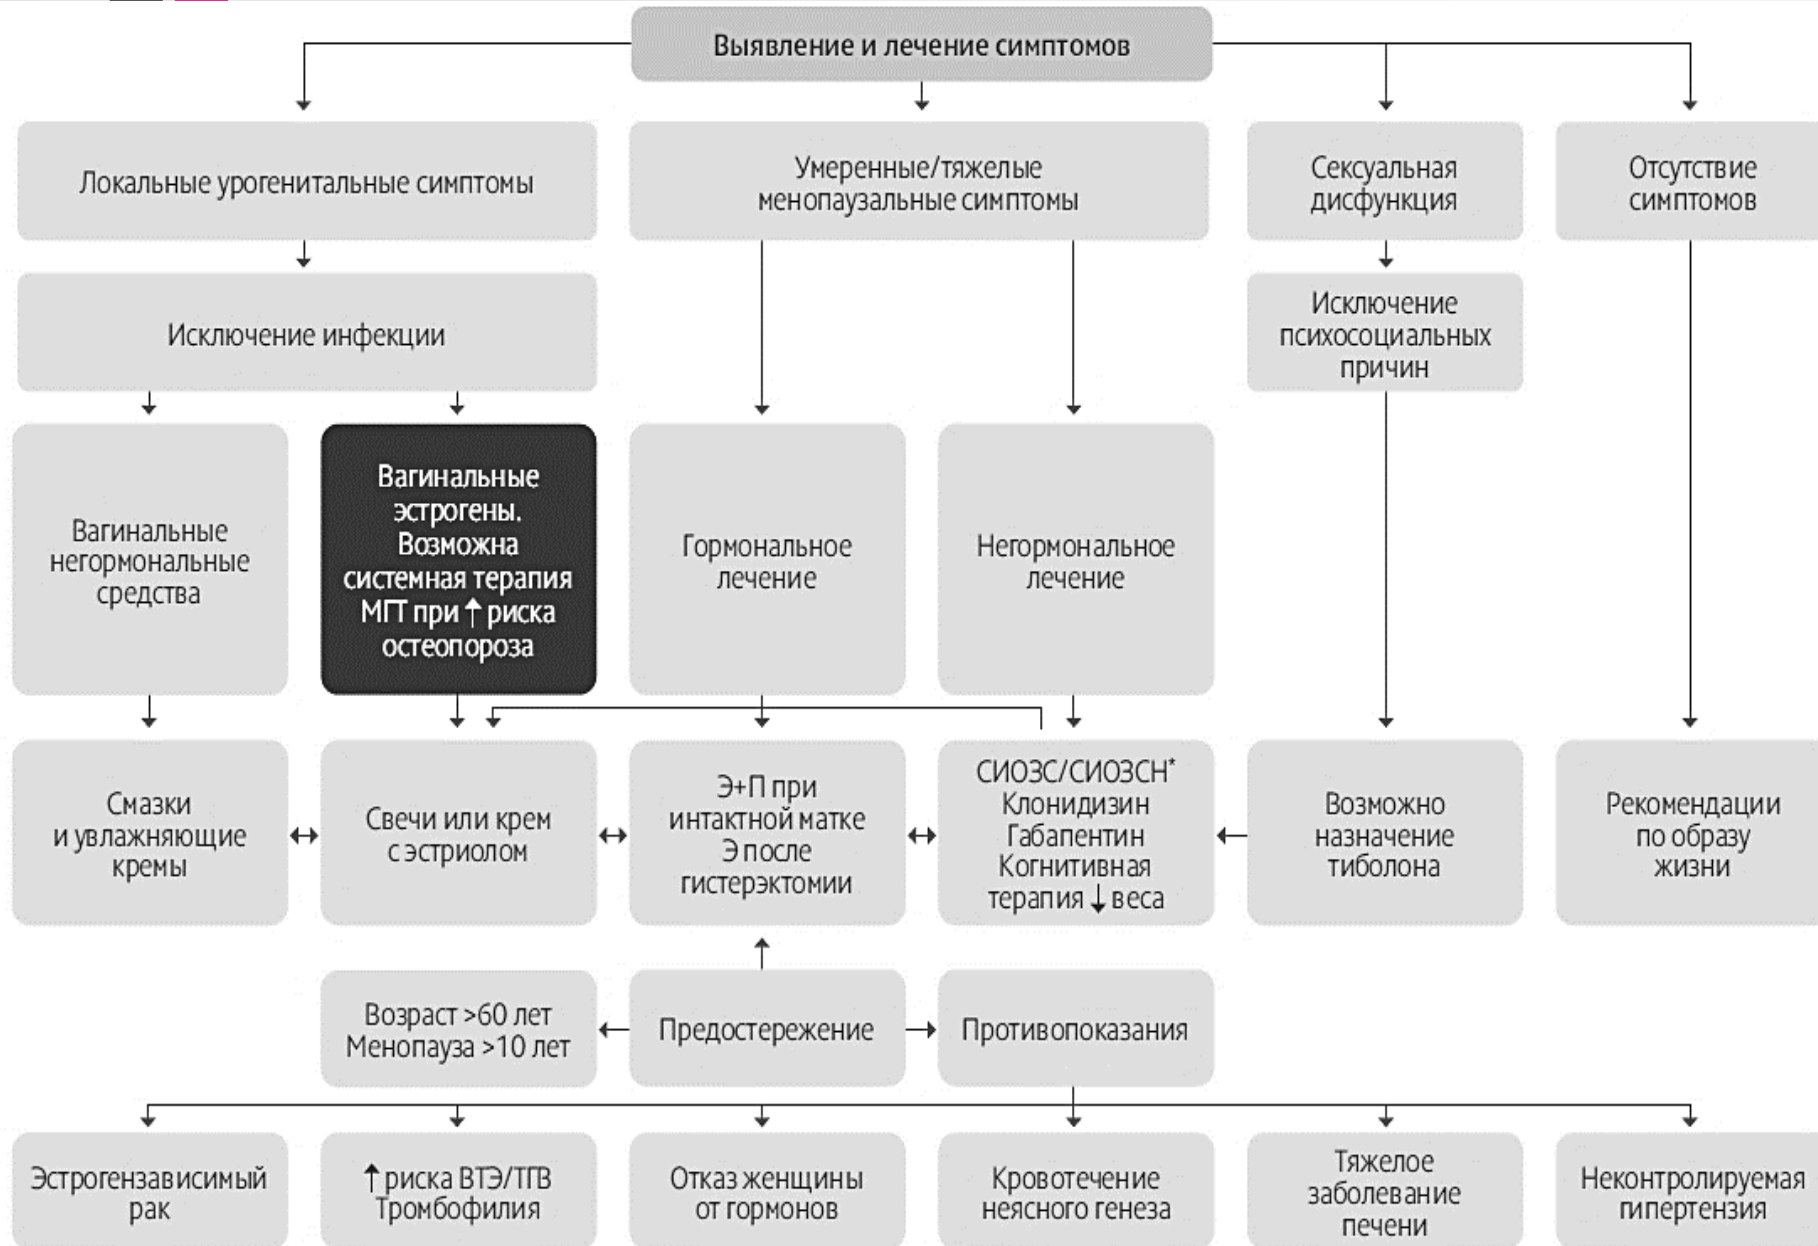 Выявление и лечение симптомов
Локальные урогенитальные симптомы
Умеренные/тяжелые
менопаузальные симптомы
Сексуальная
дисфункция
Отсутствие
симптомов
Исключение инфекции
Исключение
психосоциальных
причин
Вагинальные
негормональные
средства
Вагинальные
эстрогены.
Возможна
системная терапия
МГТ при ↑ риска
остеопороза
Гормональное
лечение
Негормональное
лечение
Смазки
и увлажняющие
кремы
Свечи или крем
с эстриолом
Э+П при
интактной матке
Э после
гистерэктомии
СИОЗС/СИОЗСН*
Клонидизин
Габапентин
Когнитивная
терапия ↓ веса
Возможно
назначение
тиболона
Рекомендации
по образу
жизни
Возраст >60 лет
Менопауза >10 лет
Предостережение
Противопоказания
Эстрогензависимый
рак
↑ риска ВТЭ/ТГВ
Тромбофилия
Отказ женщины
от гормонов
Кровотечение
неясного генеза
Тяжелое
заболевание
печени
Неконтролируемая
гипертензия